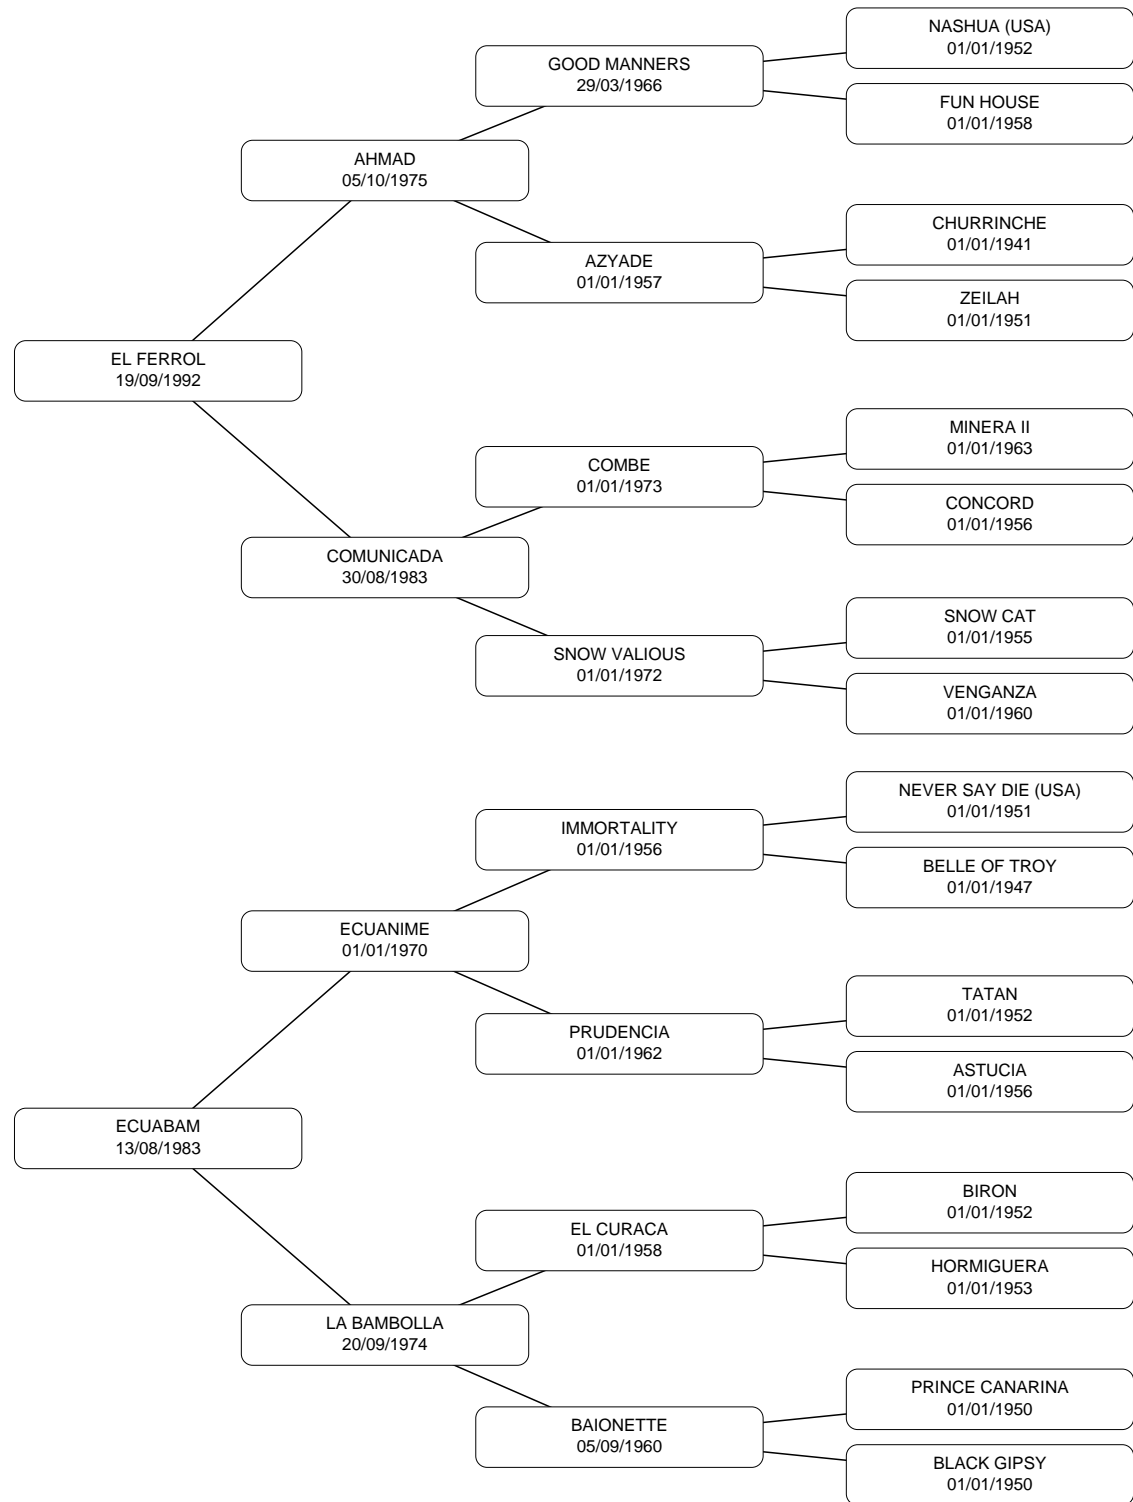 NASHUA (USA)
01/01/1952
GOOD MANNERS
29/03/1966
FUN HOUSE
01/01/1958
AHMAD
05/10/1975
CHURRINCHE
01/01/1941
AZYADE
01/01/1957
ZEILAH
01/01/1951
EL FERROL
19/09/1992
MINERA II
01/01/1963
COMBE
01/01/1973
CONCORD
01/01/1956
COMUNICADA
30/08/1983
SNOW CAT
01/01/1955
SNOW VALIOUS
01/01/1972
VENGANZA
01/01/1960
NEVER SAY DIE (USA)
01/01/1951
IMMORTALITY
01/01/1956
BELLE OF TROY
01/01/1947
ECUANIME
01/01/1970
TATAN
01/01/1952
PRUDENCIA
01/01/1962
ASTUCIA
01/01/1956
ECUABAM
13/08/1983
BIRON
01/01/1952
EL CURACA
01/01/1958
HORMIGUERA
01/01/1953
LA BAMBOLLA
20/09/1974
PRINCE CANARINA
01/01/1950
BAIONETTE
05/09/1960
BLACK GIPSY
01/01/1950